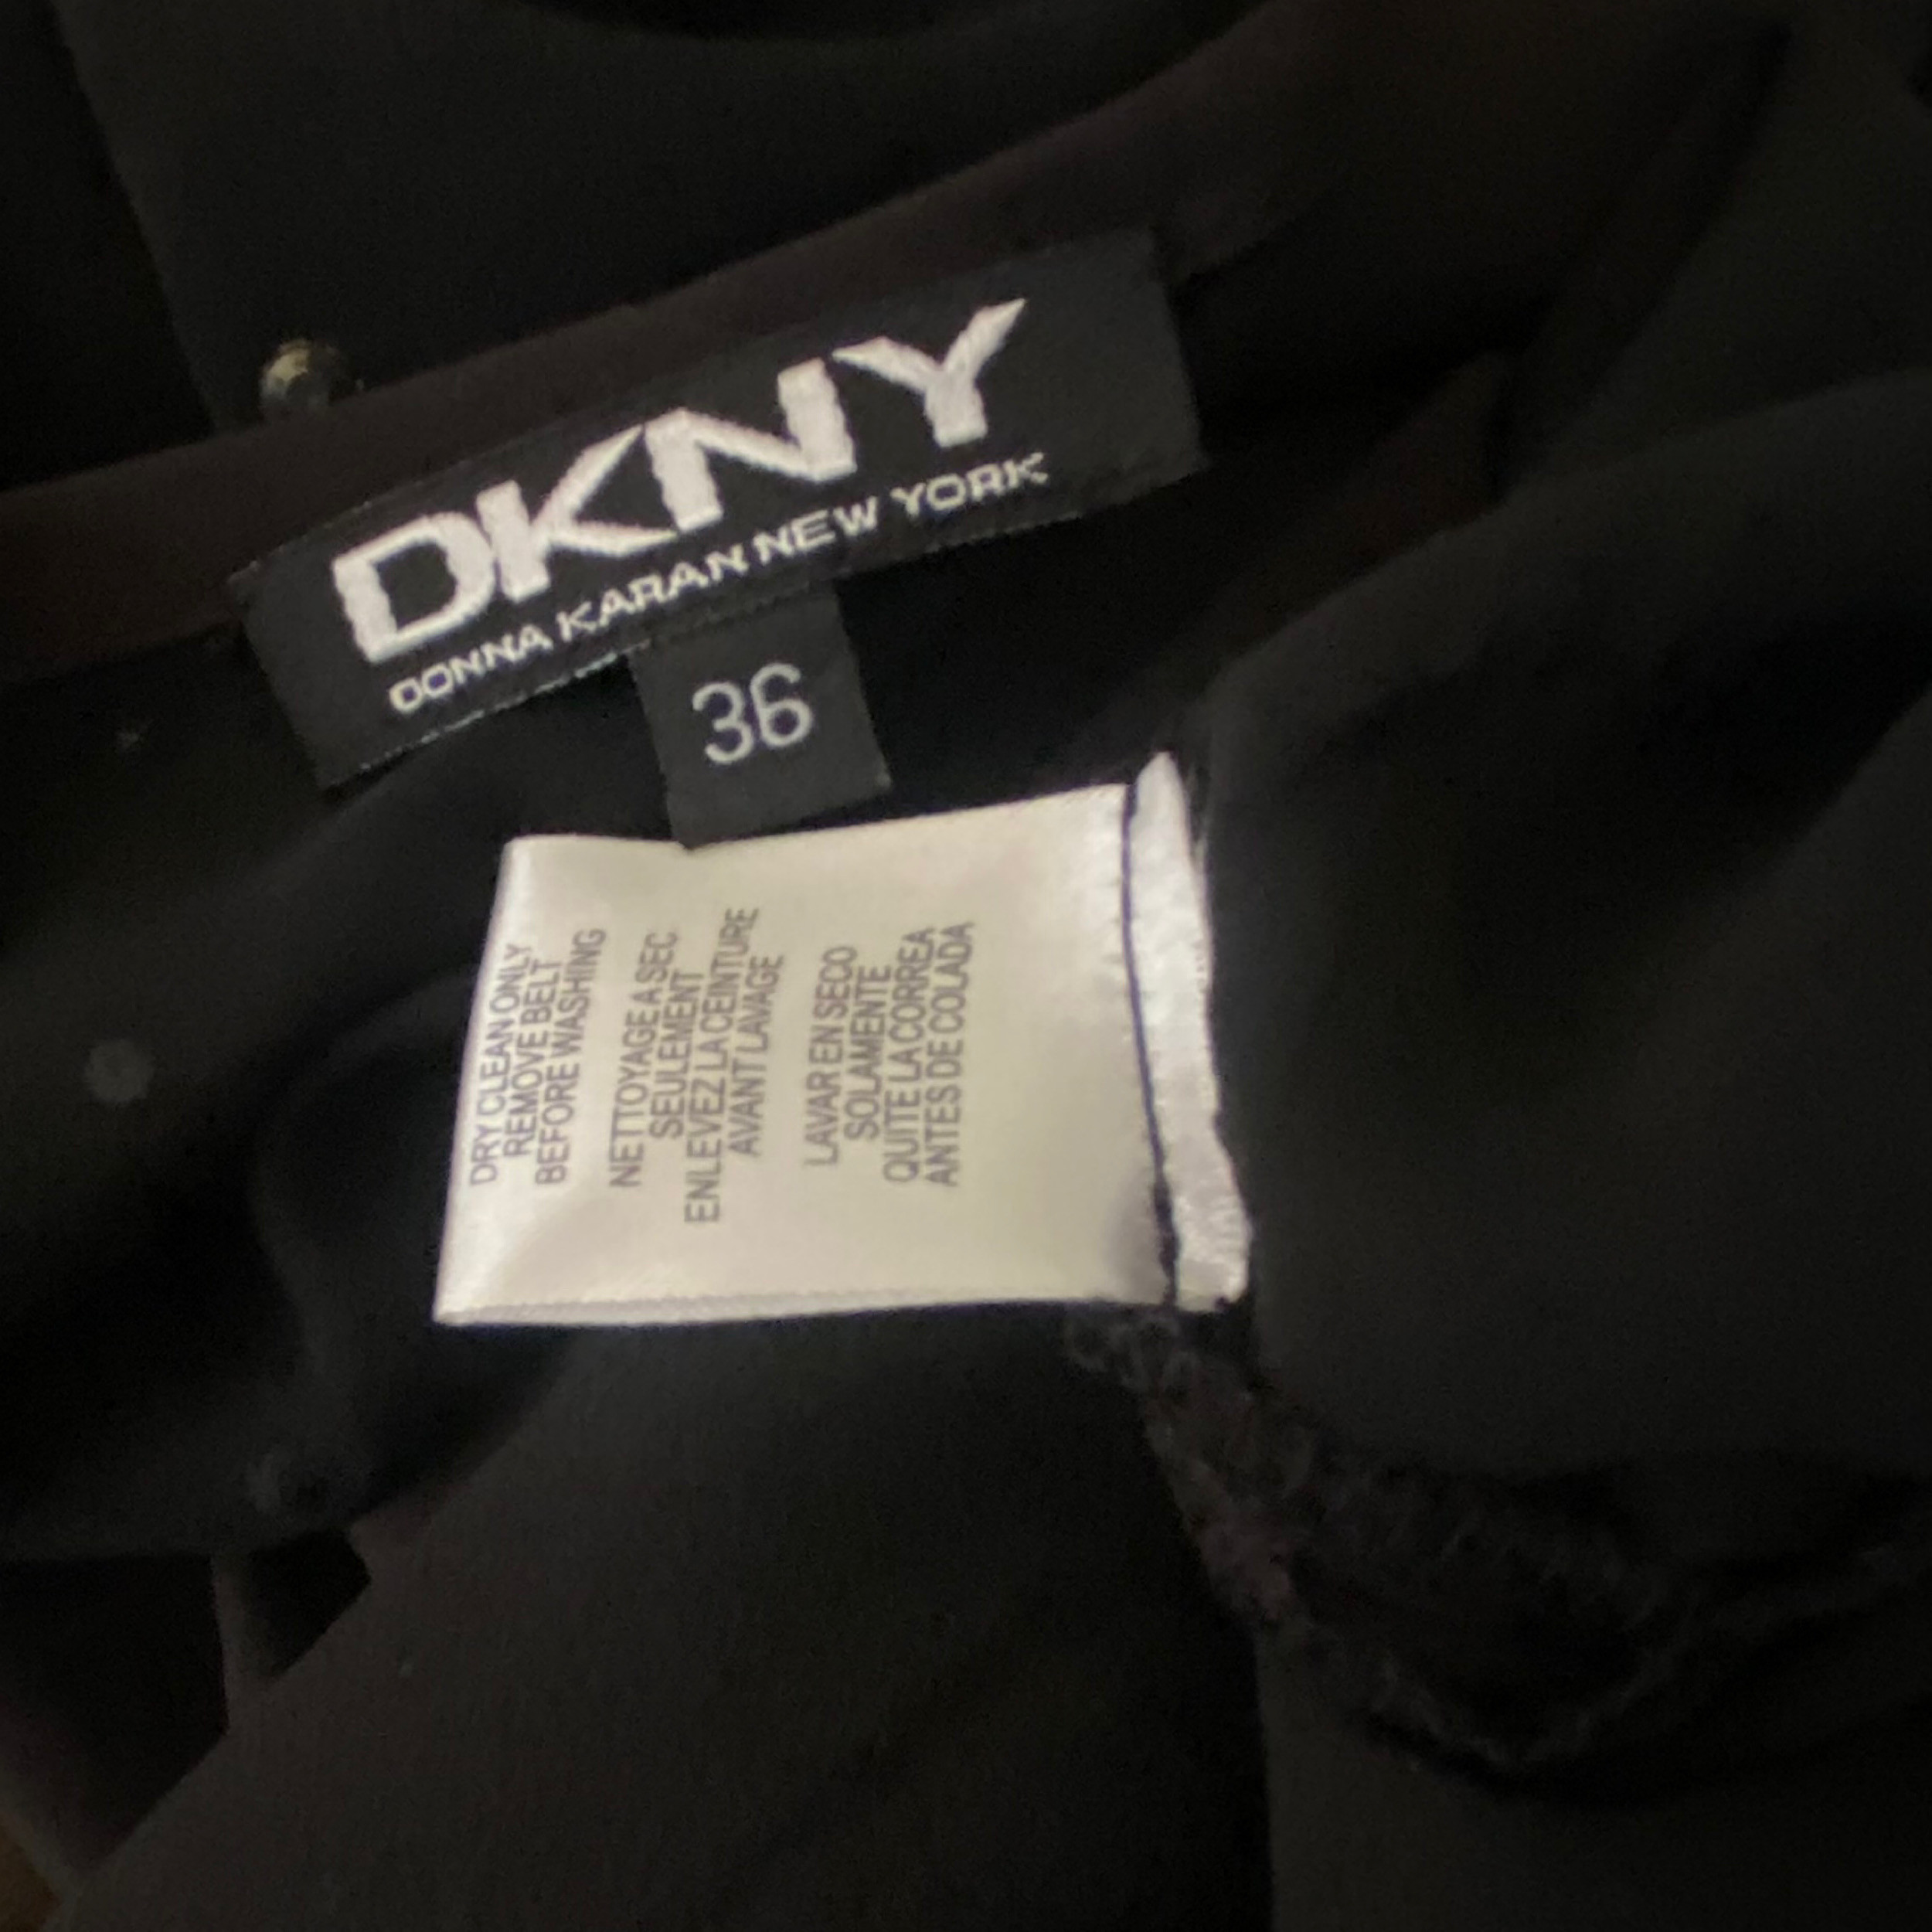 DKNY
DONNA KARAN NEW YORK
36
DRY CLEAN ONLY
REMOVE BELT
BEFORE WASHING
NETTOYAGE A SEC
SEULEMENT
ENLEVEZ LA CEINTURE
AVANT LAVAGE
LAVAR EN SECO
SOLAMENTE
QUITE LA CORREA
ANTES DE COLADA